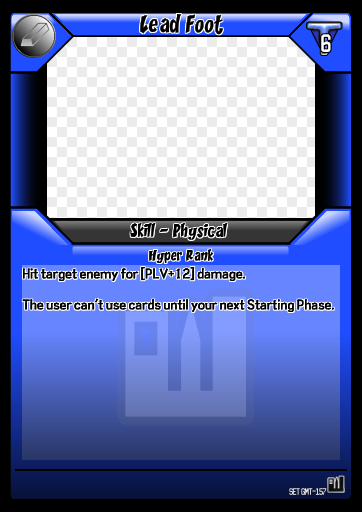 Lead Foot
6
Skill - Physical
Hyper Rank
Hit target enemy for [PLV+12] damage.
The user can't use cards until your next Starting Phase.
SET GMT-157